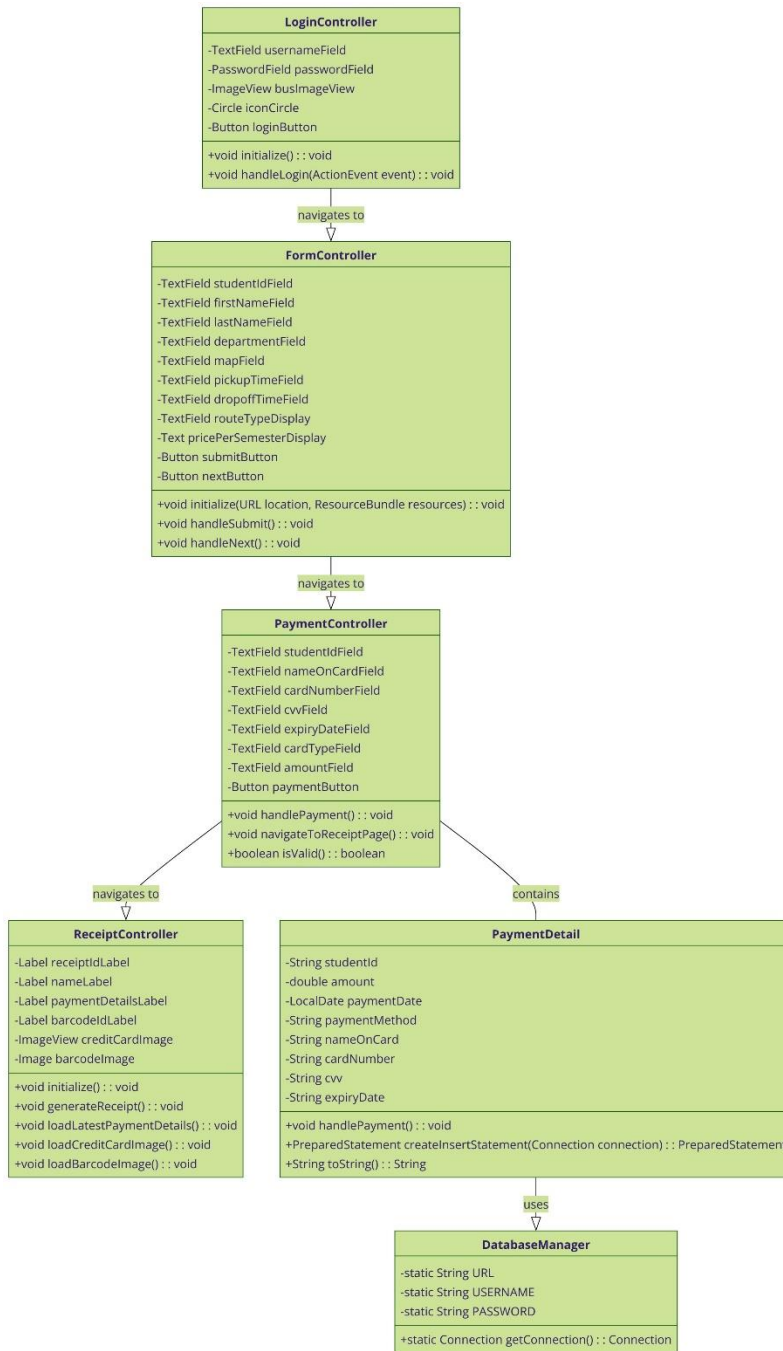 LoginController
-TextField usernameField
-PasswordField passwordField
-ImageView busImageView
-Circle iconCircle
-Button loginButton
+void initialize() : : void
+void handleLogin(ActionEvent event) : : void
navigates to
FormController
-TextField studentIdField
-TextField firstNameField
-TextField lastNameField
-TextField departmentField
-TextField mapField
-TextField pickupTimeField
-TextField dropoffTimeField
-TextField routeTypeDisplay
-Text pricePerSemesterDisplay
-Button submitButton
-Button nextButton
+void initialize(URL location, ResourceBundle resources) : : void
+void handleSubmit() : : void
+void handleNext() : : void
navigates to
PaymentController
-TextField studentIdField
-TextField nameOnCardField
-TextField cardNumberField
-TextField cvvField
-TextField expiryDateField
-TextField cardTypeField
-TextField amountField
-Button paymentButton
+void handlePayment() : : void
+void navigateToReceiptPage() : : void
+boolean isValid() : : boolean
navigates to
contains
ReceiptController
-Label receiptIdLabel
-Label nameLabel
-Label paymentDetailsLabel
-Label barcodeIdLabel
-ImageView creditCardImage
-Image barcodeImage
+void initialize() : : void
+void generateReceipt() : : void
+void loadLatestPaymentDetails() : : void
+void loadCreditCardImage() : : void
+void loadBarcodeImage() : : void
PaymentDetail
-String studentId
-double amount
-LocalDate paymentDate
-String paymentMethod
-String nameOnCard
-String cardNumber
-String cvv
-String expiryDate
+void handlePayment() : : void
+PreparedStatement createInsertStatement(Connection connection) : : PreparedStatement
+String toString() : : String
uses
DatabaseManager
-static String URL
-static String USERNAME
-static String PASSWORD
+static Connection getConnection() : : Connection